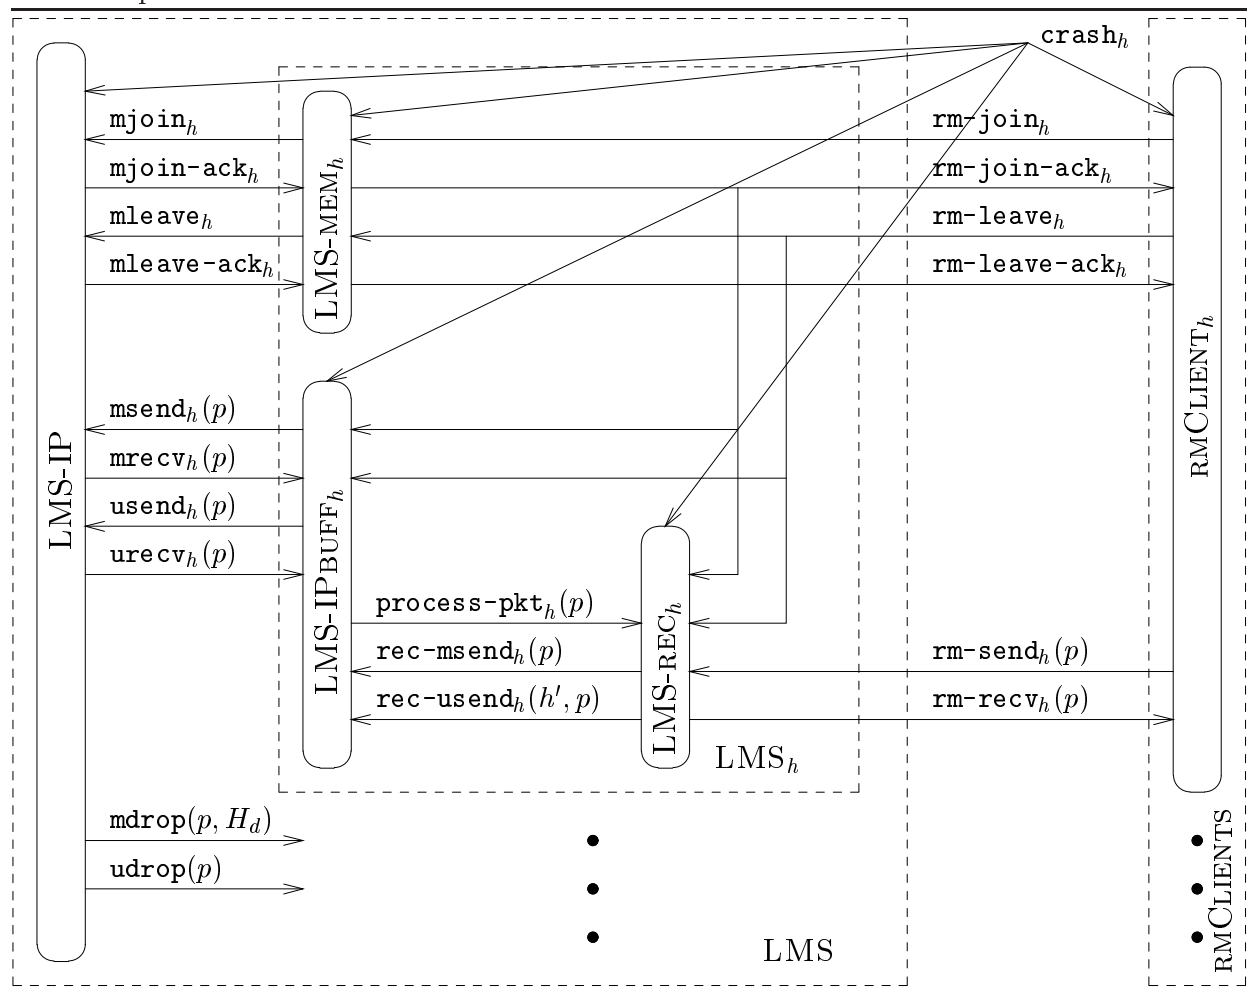 crash_h
mjoin_h
rm-join_h
mjoin-ack_h
rm-join-ack_h
mleave_h
rm-leave_h
mleave-ack_h
rm-leave-ack_h
LMS-MEM_h
RMCLIENT_h
LMS-IP
msend_h(p)
mrecv_h(p)
usend_h(p)
urecv_h(p)
LMS-IPBUFF_h
process-pkt_h(p)
rec-msend_h(p)
rm-send_h(p)
rec-usend_h(h′, p)
rm-recv_h(p)
LMS-REC_h
LMS_h
mdrop(p, H_d)
udrop(p)
LMS
RMCLIENTS